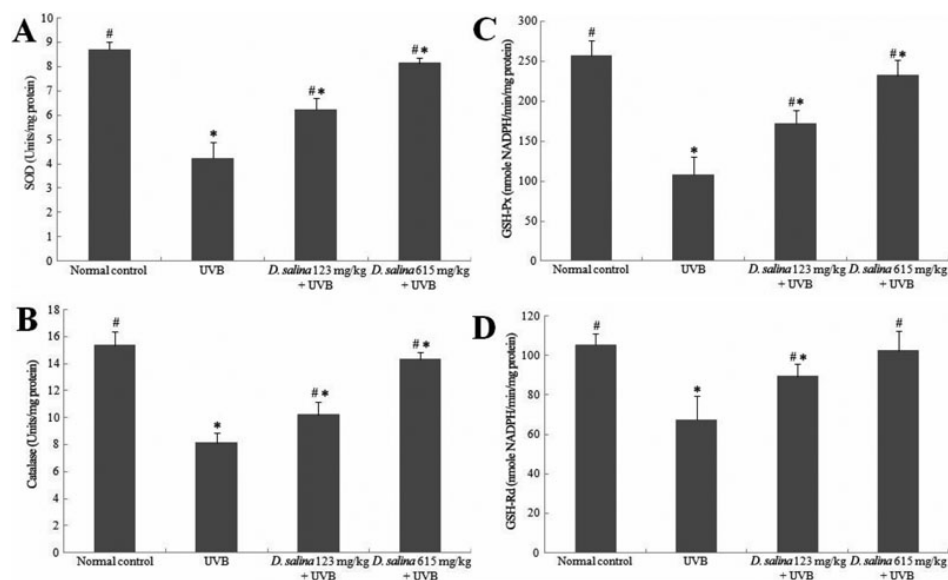 A
SOD (Units/mg protein)
10
9
8
7
6
5
4
3
2
1
0
#
*
#*
#*
Normal control
UVB
D. salina 123 mg/kg
+ UVB
D. salina 615 mg/kg
+ UVB
B
Catalase (Units/mg protein)
18
16
14
12
10
8
6
4
2
0
#
*
#*
#*
Normal control
UVB
D. salina 123 mg/kg
+ UVB
D. salina 615 mg/kg
+ UVB
C
GSH-Px (nmole NADPH/min/mg protein)
300
250
200
150
100
50
0
#
*
#*
#*
Normal control
UVB
D. salina 123 mg/kg
+ UVB
D. salina 615 mg/kg
+ UVB
D
GSH-Rd (nmole NADPH/min/mg protein)
120
100
80
60
40
20
0
#
*
#*
#
Normal control
UVB
D. salina 123 mg/kg
+ UVB
D. salina 615 mg/kg
+ UVB